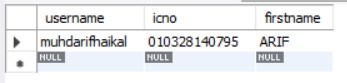 username icno firstname
muhdarifhaikal 010328140795 ARIF
NULL NULL NULL